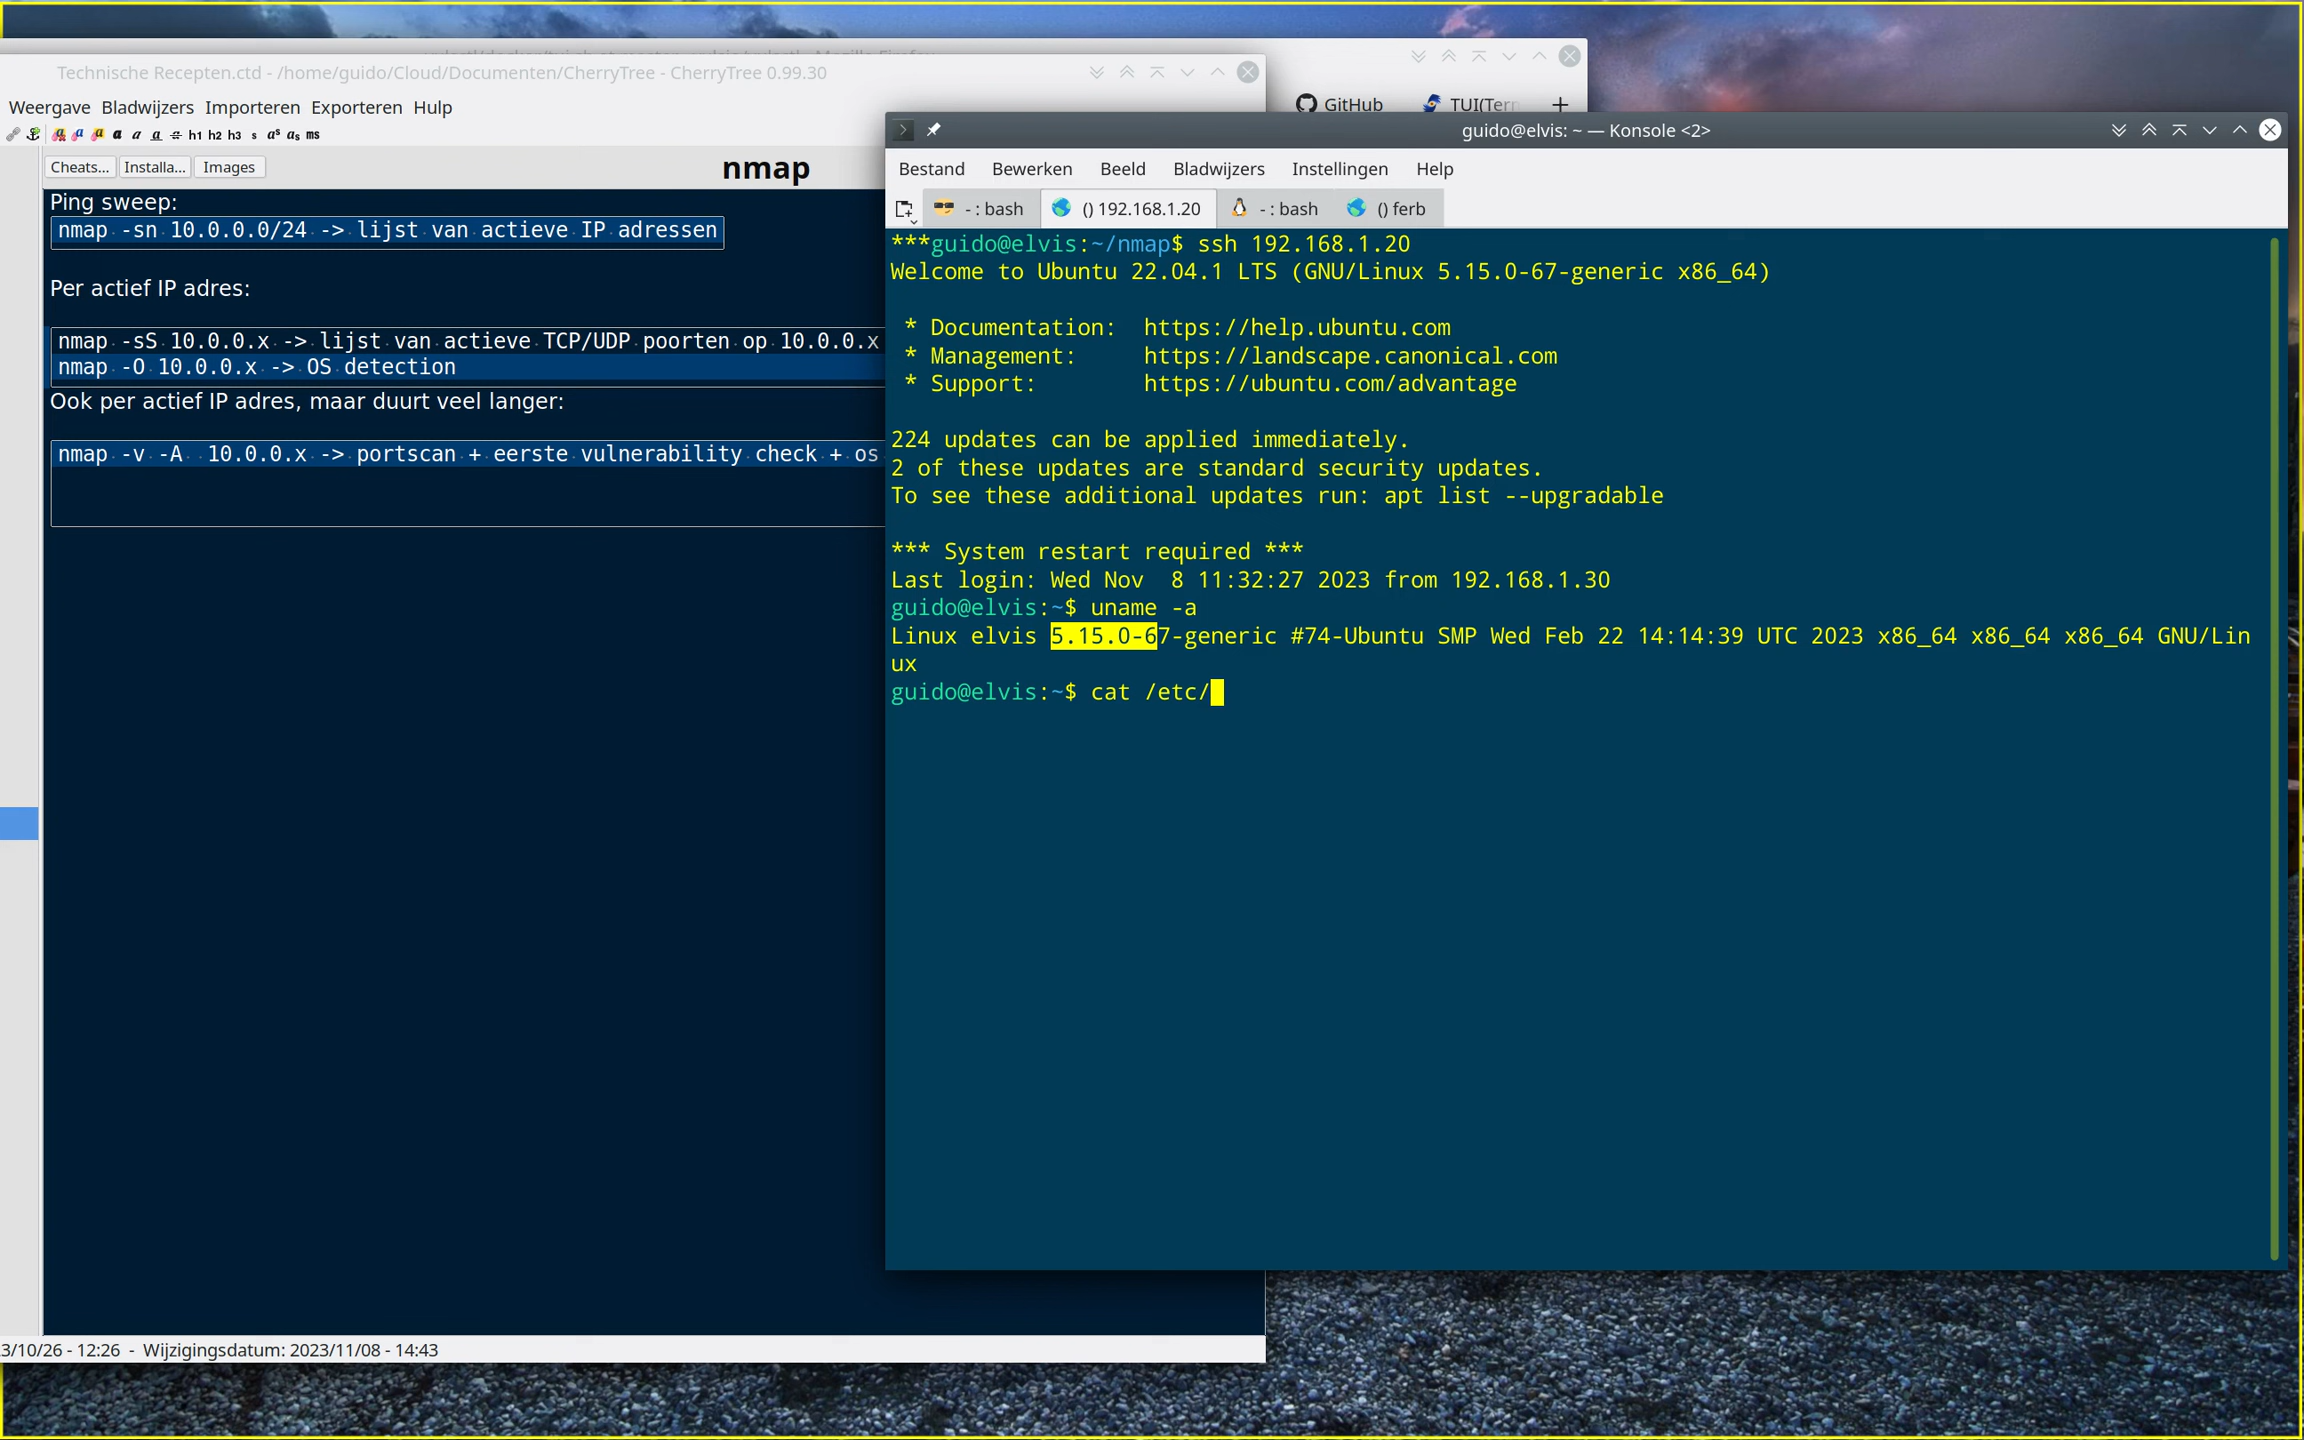 Technische Recepten.ctd - /home/guido/Cloud/Documenten/CherryTree - CherryTree 0.99.30
Weergave Bladwijzers Importeren Exporteren Hulp
a a a a a a h1 h2 h3 s as as ms
Cheats... Installa... Images
nmap
Ping sweep:
nmap -sn 10.0.0.0/24 -> lijst van actieve IP adressen
Per actief IP adres:
nmap -sS 10.0.0.x -> lijst van actieve TCP/UDP poorten op 10.0.0.x
nmap -O 10.0.0.x -> OS detection
Ook per actief IP adres, maar duurt veel langer:
nmap -v -A  10.0.0.x -> portscan + eerste vulnerability check + os
3/10/26 - 12:26 - Wijzigingsdatum: 2023/11/08 - 14:43
GitHub
TUI(Terr
guido@elvis: ~ — Konsole <2>
Bestand Bewerken Beeld Bladwijzers Instellingen Help
- : bash
() 192.168.1.20
- : bash
() ferb
***guido@elvis:~/nmap$ ssh 192.168.1.20
Welcome to Ubuntu 22.04.1 LTS (GNU/Linux 5.15.0-67-generic x86_64)
* Documentation:  https://help.ubuntu.com
* Management:     https://landscape.canonical.com
* Support:        https://ubuntu.com/advantage
224 updates can be applied immediately.
2 of these updates are standard security updates.
To see these additional updates run: apt list --upgradable
*** System restart required ***
Last login: Wed Nov  8 11:32:27 2023 from 192.168.1.30
guido@elvis:~$ uname -a
Linux elvis 5.15.0-67-generic #74-Ubuntu SMP Wed Feb 22 14:14:39 UTC 2023 x86_64 x86_64 x86_64 GNU/Lin
ux
guido@elvis:~$ cat /etc/